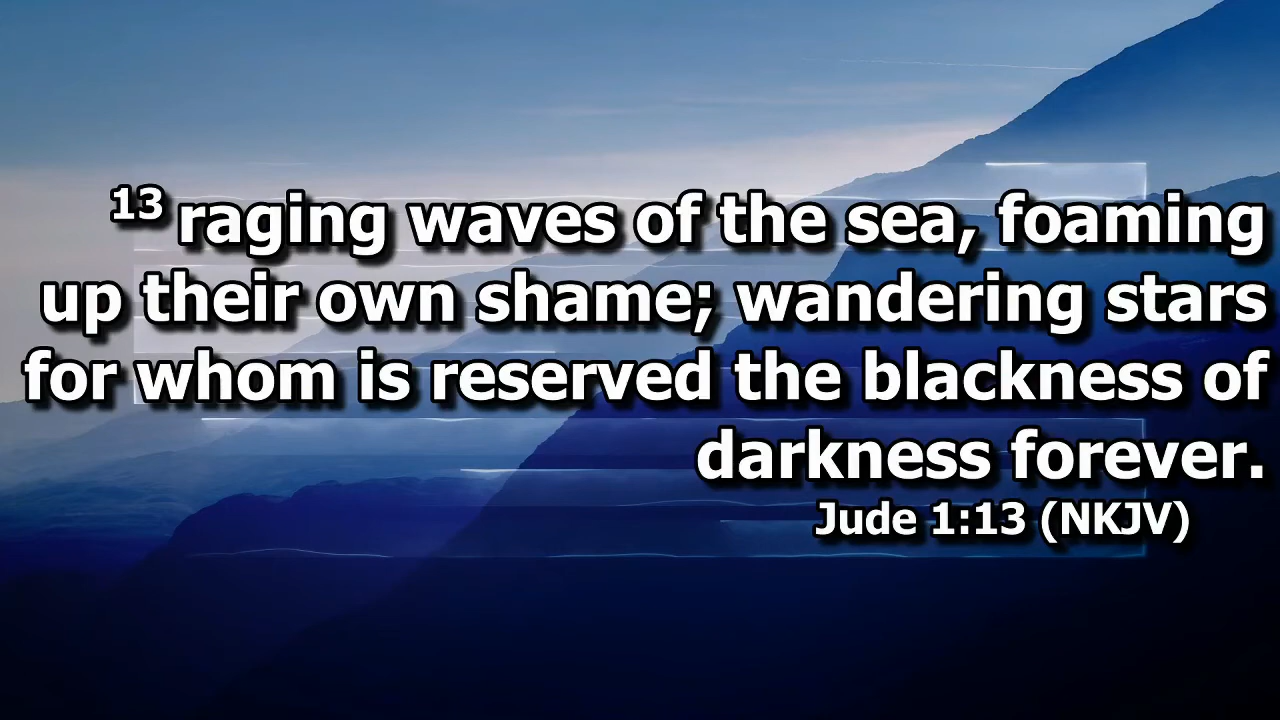 13 raging waves of the sea, foaming
up their own shame; wandering stars
for whom is reserved the blackness of
darkness forever.
Jude 1:13 (NKJV)